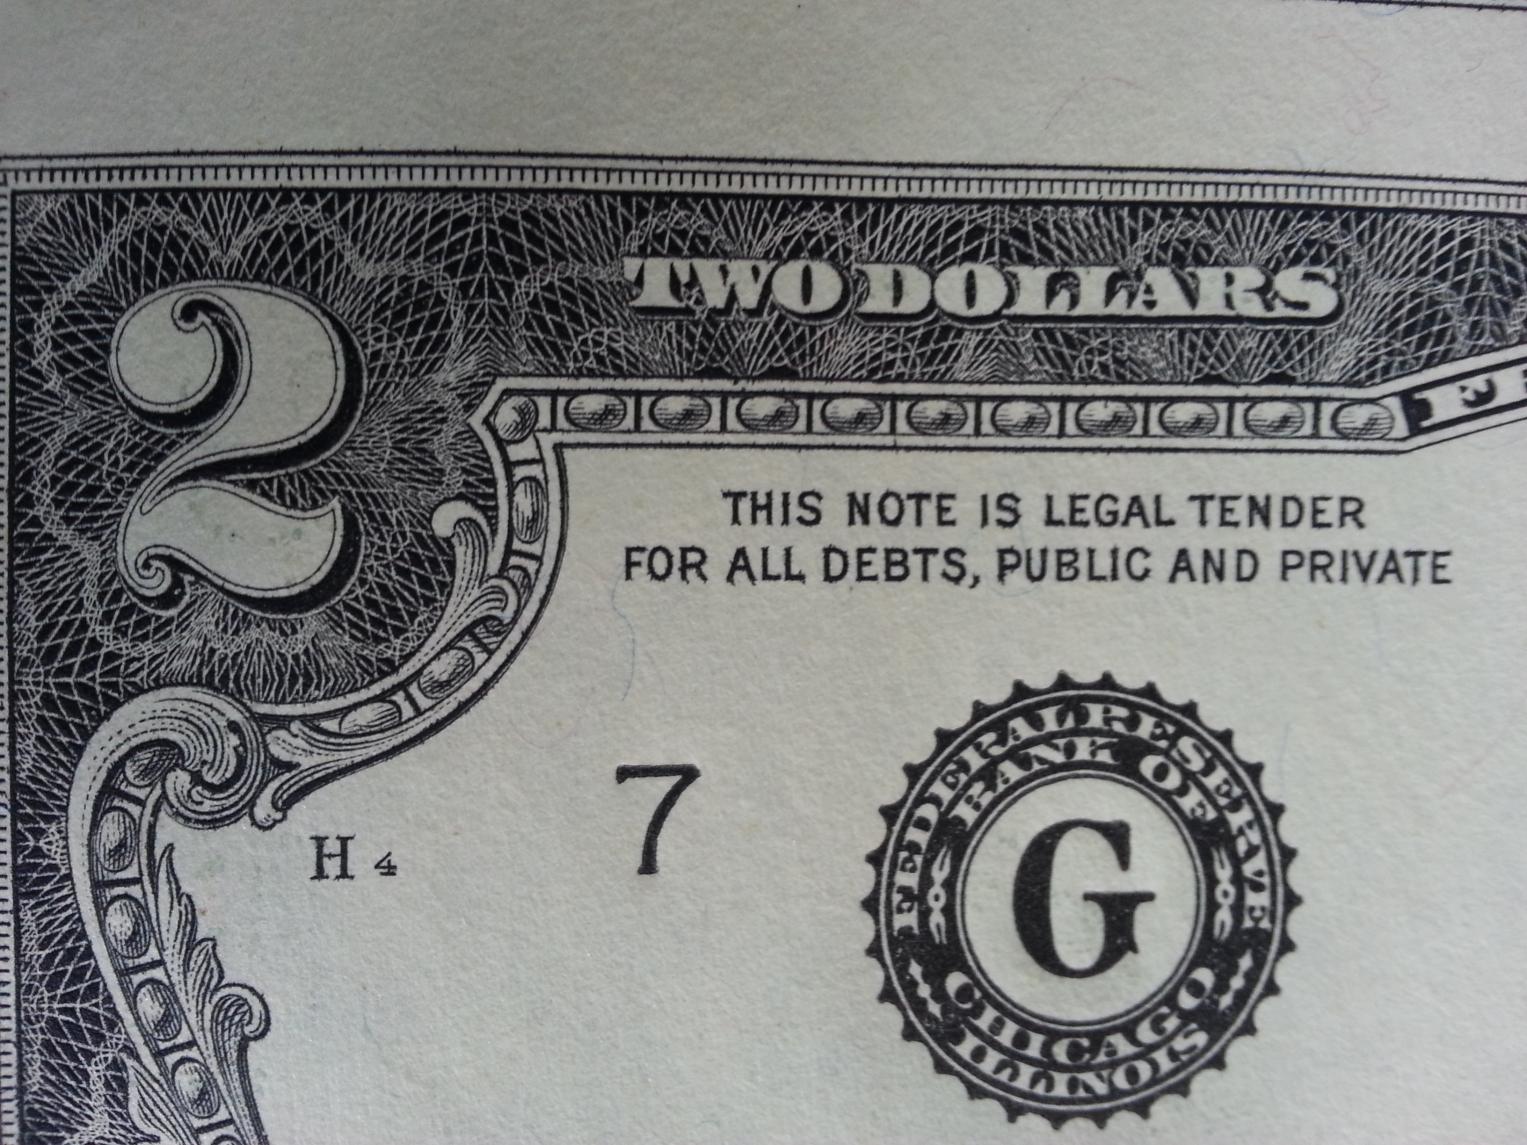 2
TWO DOLLARS
THIS NOTE IS LEGAL TENDER
FOR ALL DEBTS, PUBLIC AND PRIVATE
7
H 4
FEDERAL RESERVE
BANK OF
G
CHICAGO
ILLINOIS